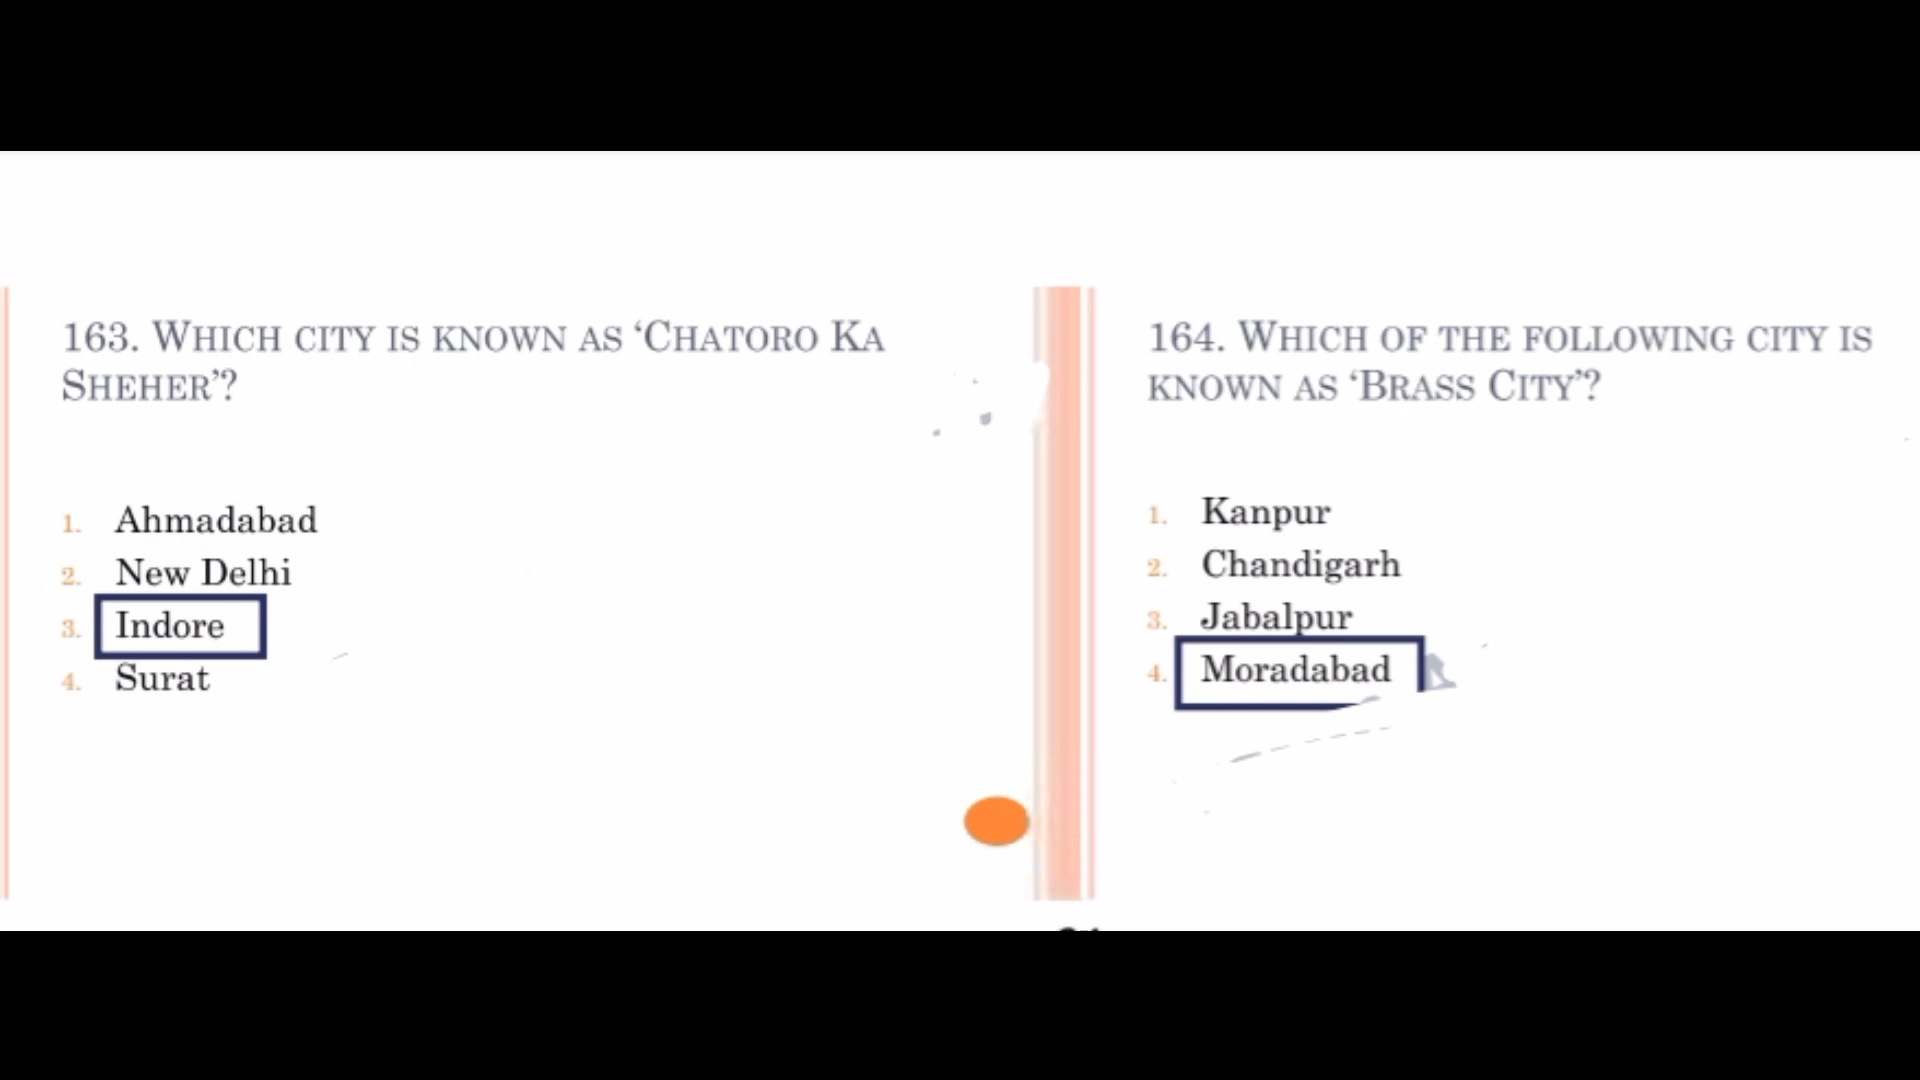 163. WHICH CITY IS KNOWN AS ‘CHATORO KA
SHEHER’?
1. Ahmadabad
2. New Delhi
3. Indore
4. Surat
164. WHICH OF THE FOLLOWING CITY IS
KNOWN AS ‘BRASS CITY’?
1. Kanpur
2. Chandigarh
3. Jabalpur
4. Moradabad